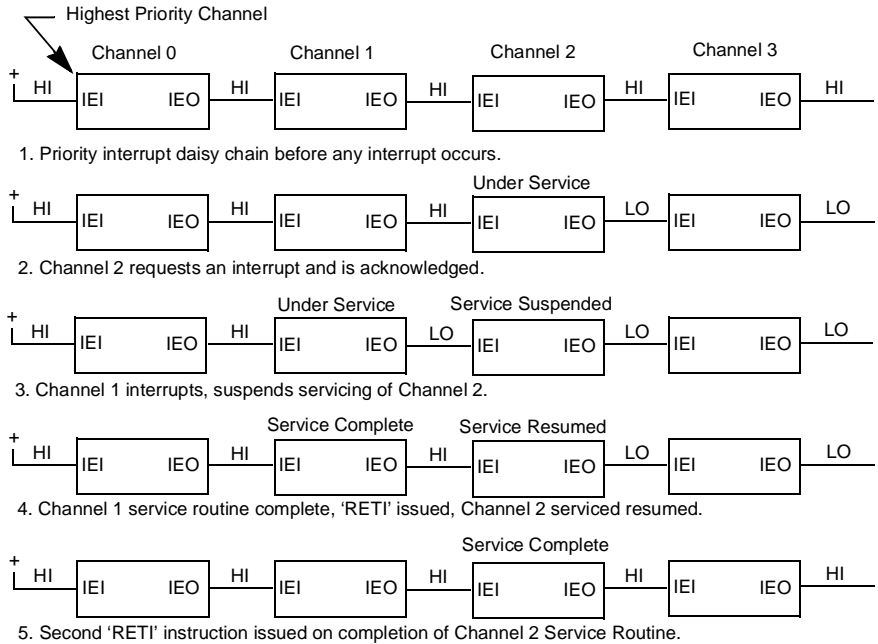 Highest Priority Channel
Channel 0 Channel 1 Channel 2 Channel 3
+ HI IEI IEO HI IEI IEO HI IEI IEO HI IEI IEO HI
1. Priority interrupt daisy chain before any interrupt occurs.
Under Service
+ HI IEI IEO HI IEI IEO HI IEI IEO LO IEI IEO LO
2. Channel 2 requests an interrupt and is acknowledged.
Under Service Service Suspended
+ HI IEI IEO HI IEI IEO LO IEI IEO LO IEI IEO LO
3. Channel 1 interrupts, suspends servicing of Channel 2.
Service Complete Service Resumed
+ HI IEI IEO HI IEI IEO HI IEI IEO LO IEI IEO LO
4. Channel 1 service routine complete, ‘RETI’ issued, Channel 2 serviced resumed.
Service Complete
+ HI IEI IEO HI IEI IEO HI IEI IEO HI IEI IEO HI
5. Second ‘RETI’ instruction issued on completion of Channel 2 Service Routine.